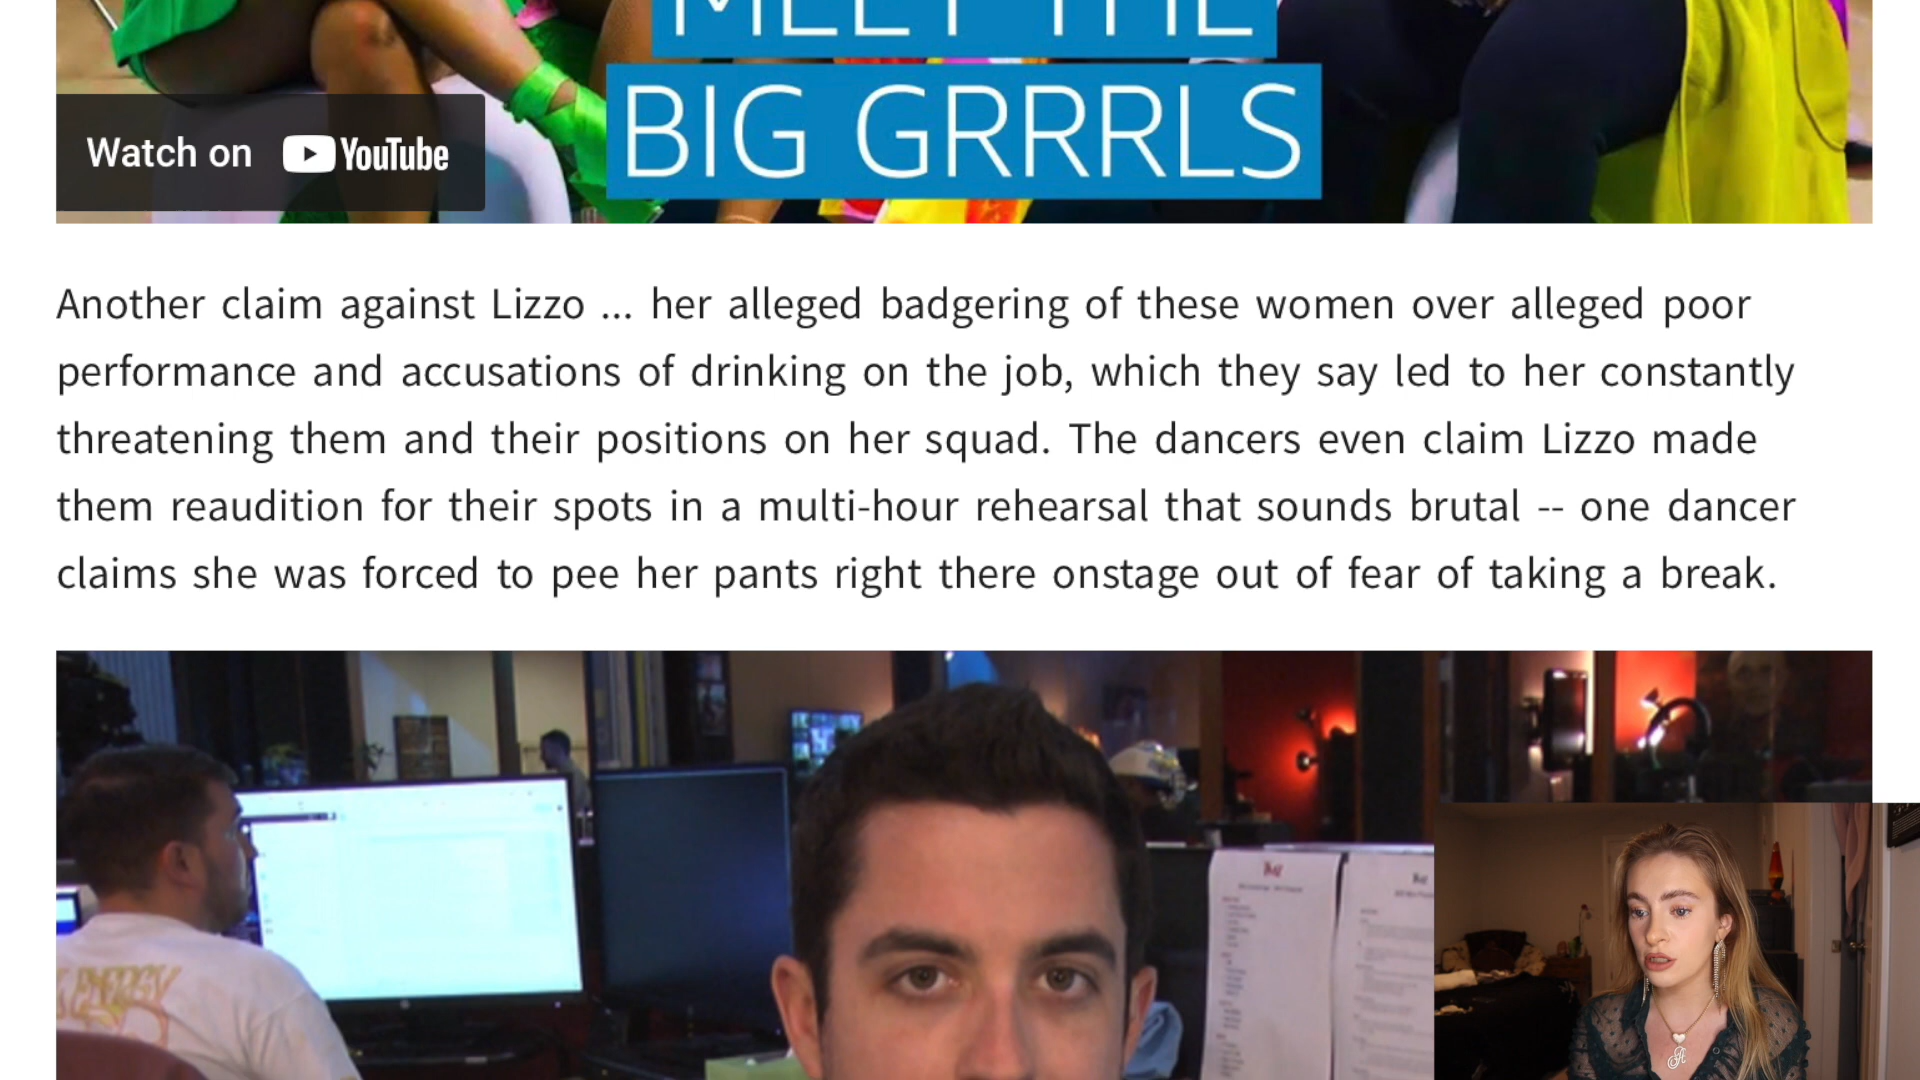 MEET THE
BIG GRRRLS
Watch on YouTube
Another claim against Lizzo ... her alleged badgering of these women over alleged poor
performance and accusations of drinking on the job, which they say led to her constantly
threatening them and their positions on her squad. The dancers even claim Lizzo made
them reaudition for their spots in a multi-hour rehearsal that sounds brutal -- one dancer
claims she was forced to pee her pants right there onstage out of fear of taking a break.
ENERGY